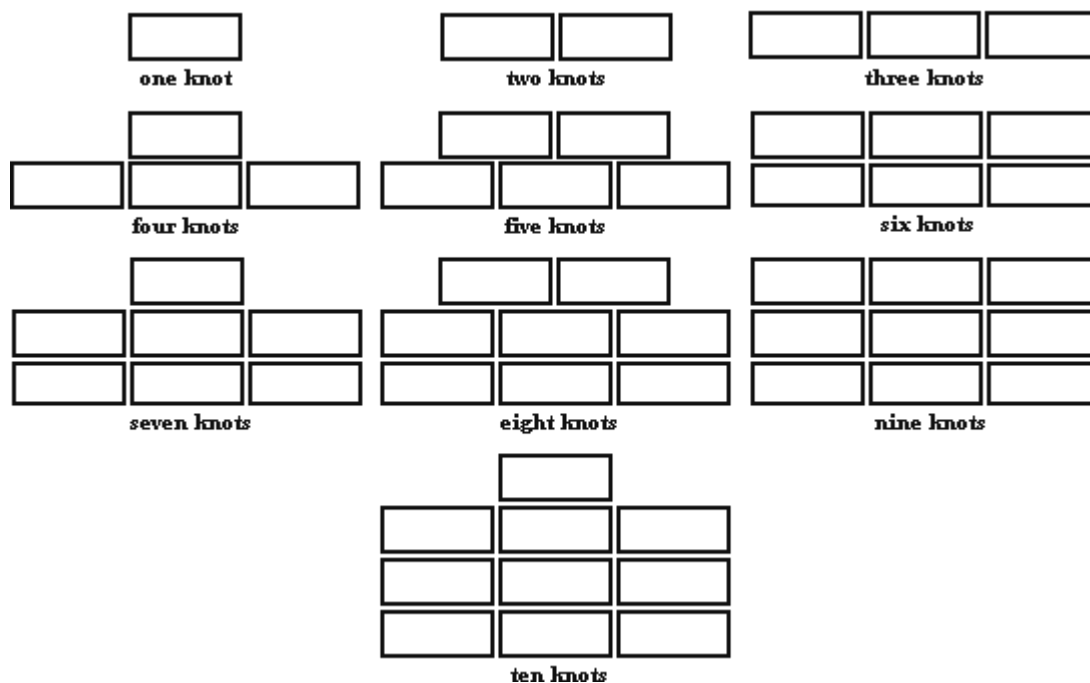 one knot
two knots
three knots
four knots
five knots
six knots
seven knots
eight knots
nine knots
ten knots